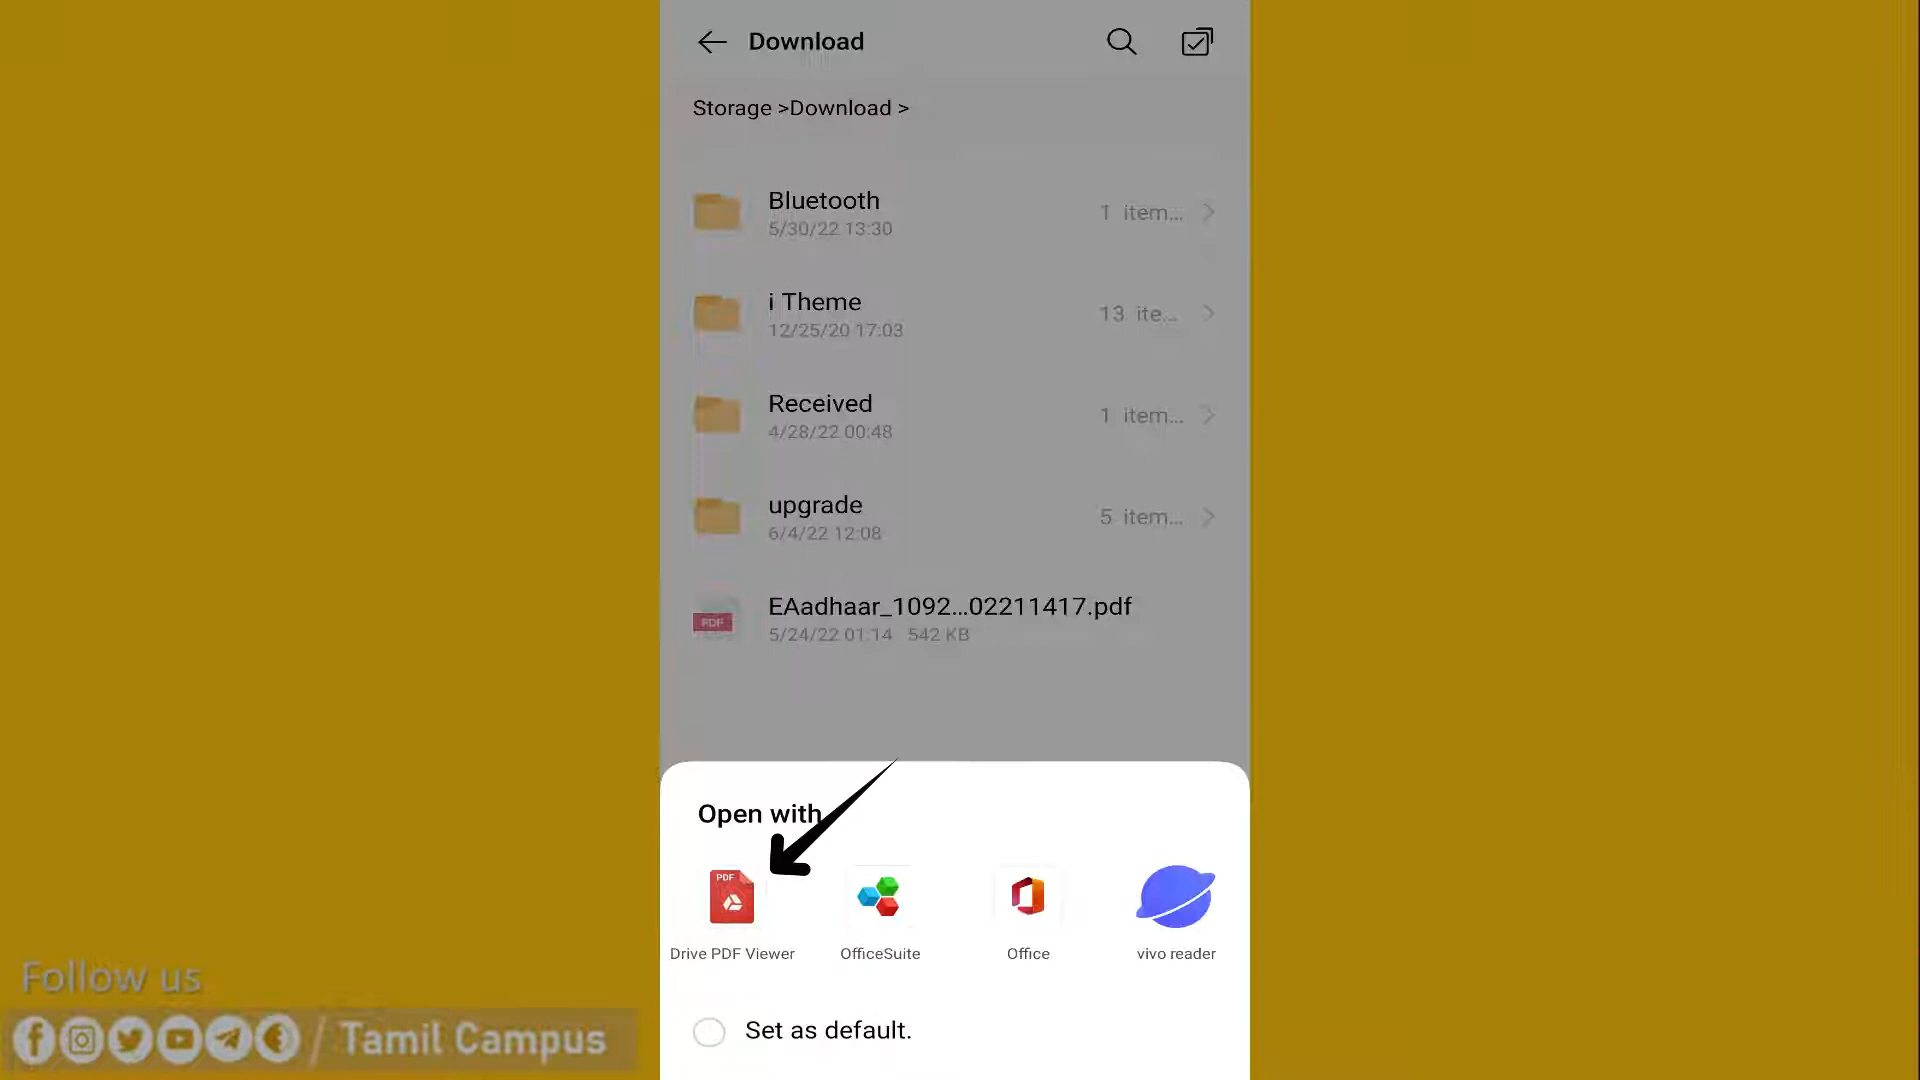 Download
Storage >Download >
Bluetooth
5/30/22 13:30
1 item...
i Theme
12/25/20 17:03
13 ite...
Received
4/28/22 00:48
1 item...
upgrade
6/4/22 12:08
5 item...
EAadhaar_1092...02211417.pdf
PDF
5/24/22 01:14 542 KB
Open with
PDF
Drive PDF Viewer
OfficeSuite
Office
vivo reader
Set as default.
Follow us
/ Tamil Campus